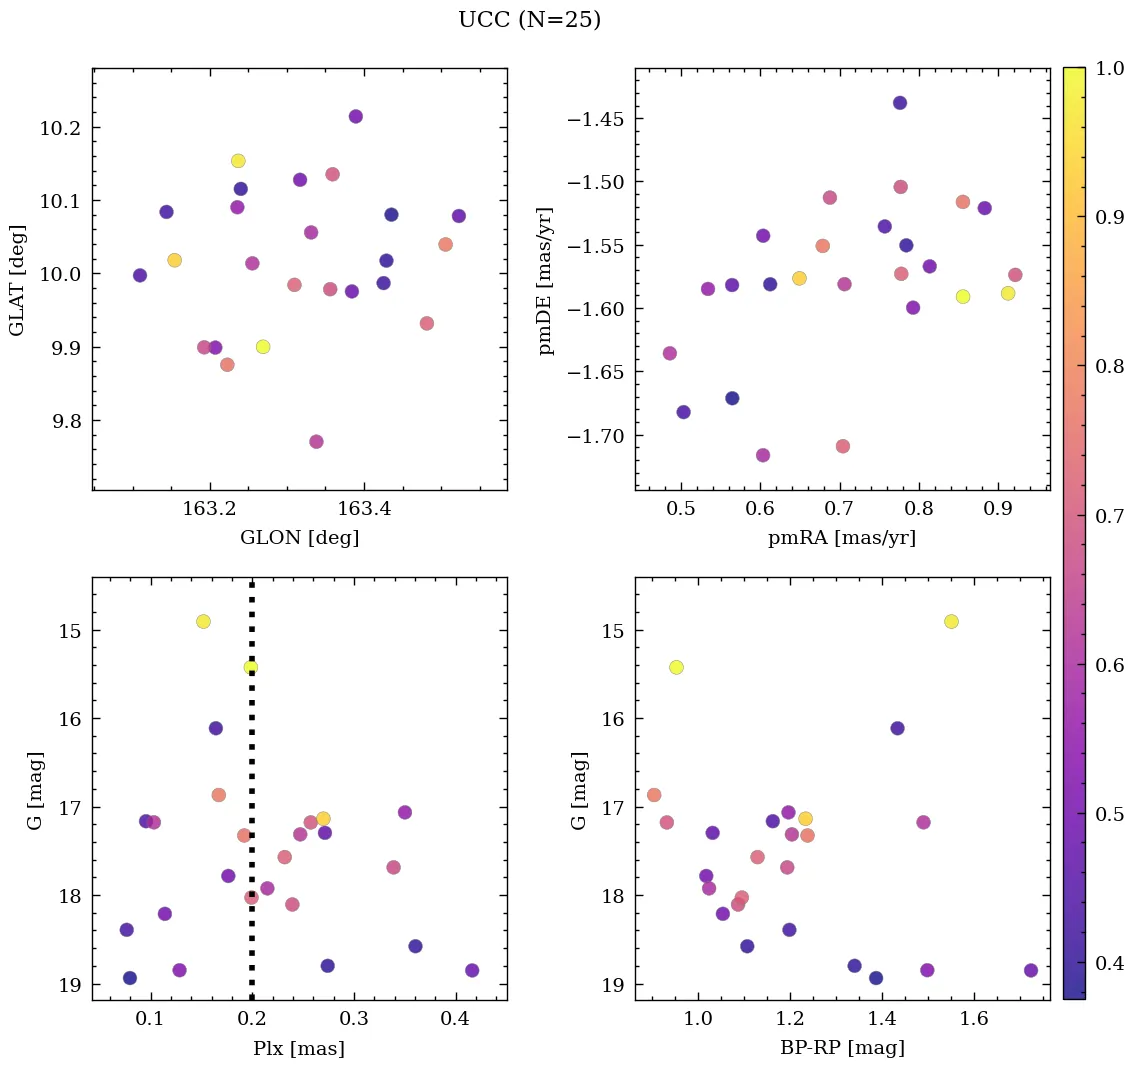 UCC (N=25)
10.2
10.1
10.0
9.9
9.8
GLAT [deg]
163.2 163.4
GLON [deg]
−1.45
−1.50
−1.55
−1.60
−1.65
−1.70
pmDE [mas/yr]
0.5 0.6 0.7 0.8 0.9
pmRA [mas/yr]
15
16
17
18
19
G [mag]
0.1 0.2 0.3 0.4
Plx [mas]
15
16
17
18
19
G [mag]
1.0 1.2 1.4 1.6
BP-RP [mag]
1.0
0.9
0.8
0.7
0.6
0.5
0.4